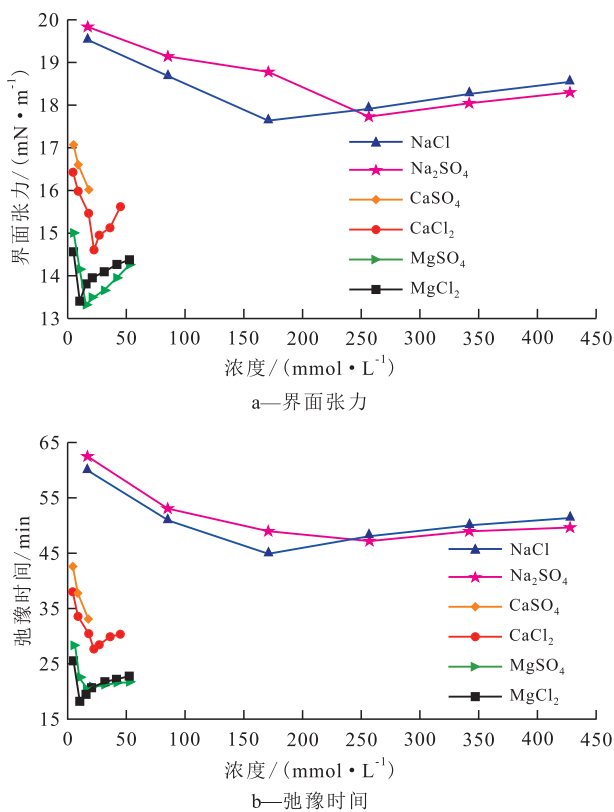 20
19
18
17
16
15
14
13
界面张力/(mN·m⁻¹)
NaCl
Na₂SO₄
CaSO₄
CaCl₂
MgSO₄
MgCl₂
0 50 100 150 200 250 300 350 400 450
浓度/(mmol·L⁻¹)
a—界面张力
65
55
45
35
25
15
弛豫时间/min
NaCl
Na₂SO₄
CaSO₄
CaCl₂
MgSO₄
MgCl₂
0 50 100 150 200 250 300 350 400 450
浓度/(mmol·L⁻¹)
b—弛豫时间